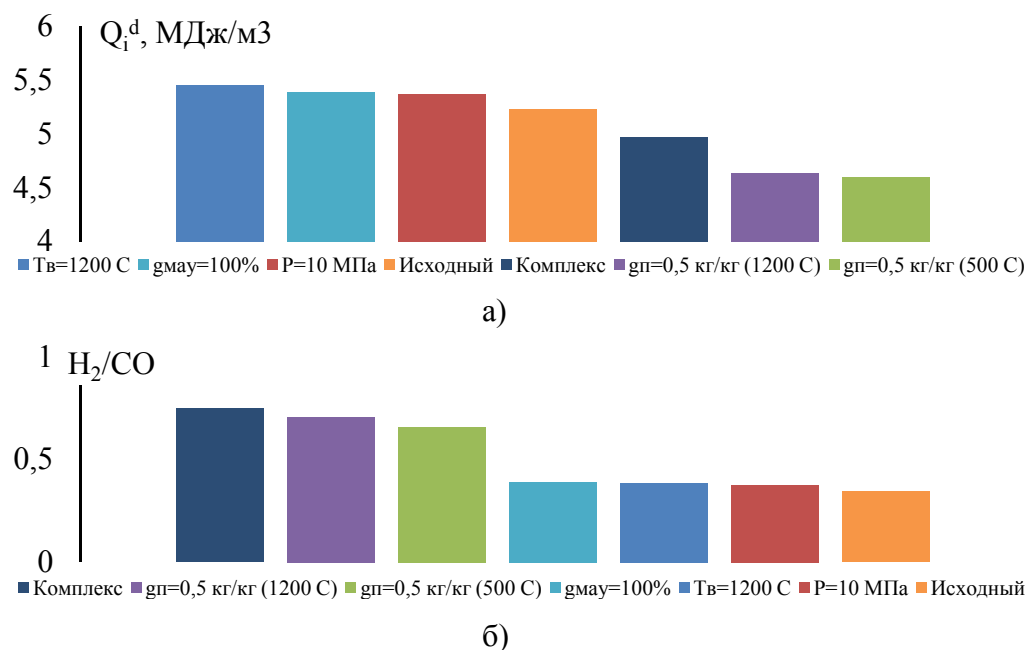 6
Qᵢᵈ, МДж/м3
5,5
5
4,5
4
Tв=1200 С gмау=100% P=10 МПа Исходный Комплекс gп=0,5 кг/кг (1200 С) gп=0,5 кг/кг (500 С)
а)
1
H₂/CO
0,5
0
Комплекс gп=0,5 кг/кг (1200 С) gп=0,5 кг/кг (500 С) gмау=100% Tв=1200 С P=10 МПа Исходный
б)